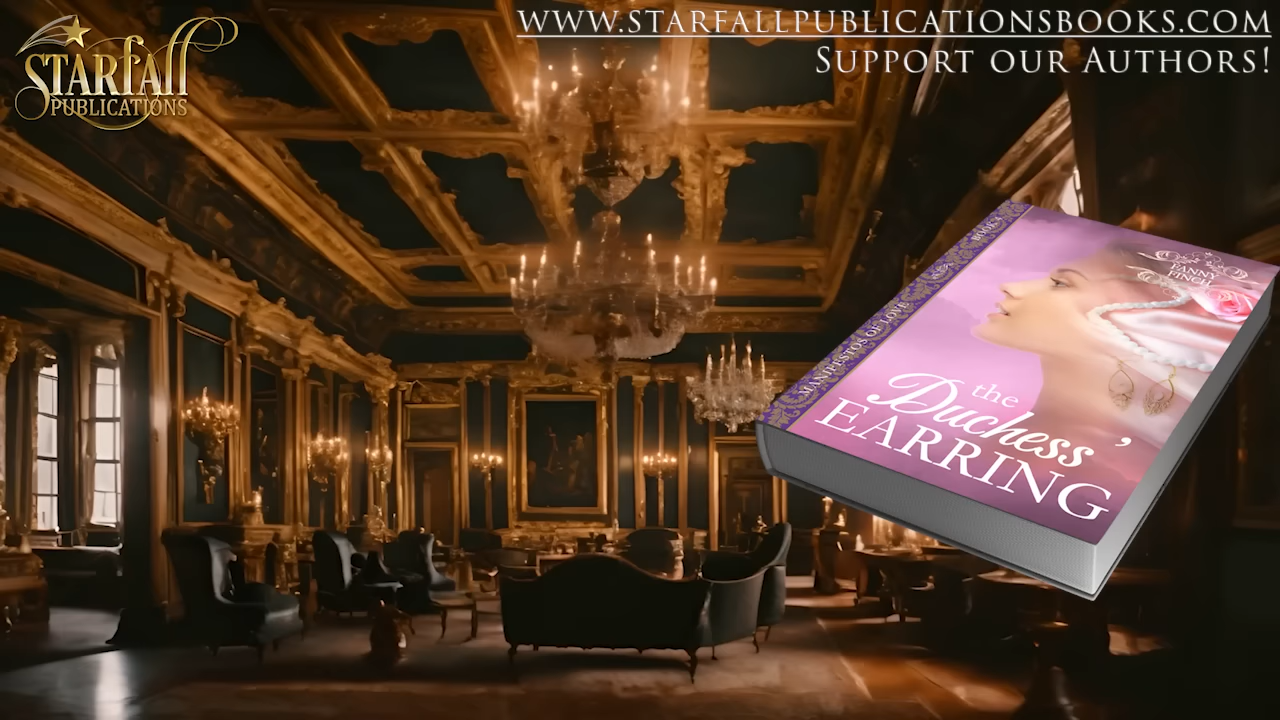 STARfall
PUBLICATIONS
WWW.STARFALLPUBLICATIONSBOOKS.COM
SUPPORT OUR AUTHORS!
MANIFESTOS OF LOVE
FANNY
FINCH
the
Duchess'
EARRING